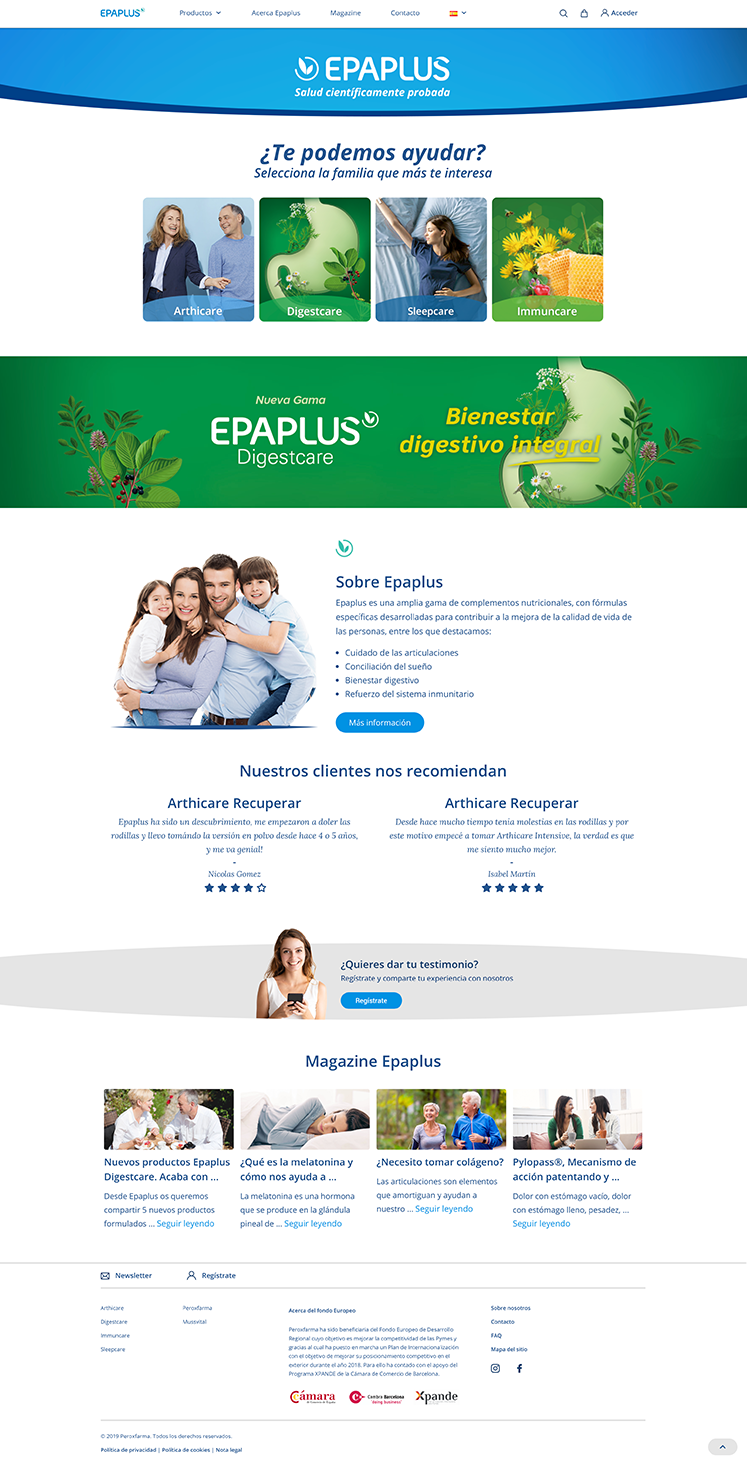 EPAPLUS
Productos
Acerca Epaplus
Magazine
Contacto
Acceder
EPAPLUS
Salud científicamente probada
¿Te podemos ayudar?
Selecciona la familia que más te interesa
Arthicare
Digestcare
Sleepcare
Immuncare
Nueva Gama
EPAPLUS
Digestcare
Bienestar
digestivo integral
Sobre Epaplus
Epaplus es una amplia gama de complementos nutricionales, con fórmulas
específicas desarrolladas para contribuir a la mejora de la calidad de vida de
las personas, entre los que destacamos:
Cuidado de las articulaciones
Conciliación del sueño
Bienestar digestivo
Refuerzo del sistema inmunitario
Más información
Nuestros clientes nos recomiendan
Arthicare Recuperar
Epaplus ha sido un descubrimiento, me empezaron a doler las
rodillas y llevo tomándo la versión en polvo desde hace 4 o 5 años,
y me va genial!
-
Nicolas Gomez
Arthicare Recuperar
Desde hace mucho tiempo tenia molestias en las rodillas y por
este motivo empecé a tomar Arthicare Intensive, la verdad es que
me siento mucho mejor.
-
Isabel Martín
¿Quieres dar tu testimonio?
Regístrate y comparte tu experiencia con nosotros
Regístrate
Magazine Epaplus
Nuevos productos Epaplus
Digestcare. Acaba con ...
Desde Epaplus os queremos
compartir 5 nuevos productos
formulados ... Seguir leyendo
¿Qué es la melatonina y
cómo nos ayuda a ...
La melatonina es una hormona
que se produce en la glándula
pineal de ... Seguir leyendo
¿Necesito tomar colágeno?
Las articulaciones son elementos
que amortiguan y ayudan a
nuestro ... Seguir leyendo
Pylopass®, Mecanismo de
acción patentando y ...
Dolor con estómago vacío, dolor
con estómago lleno, pesadez, ...
Seguir leyendo
Newsletter
Regístrate
Arthicare
Digestcare
Immuncare
Sleepcare
Peroxfarma
Mussvital
Acerca del fondo Europeo
Peroxfarma ha sido beneficiaria del Fondo Europeo de Desarrollo
Regional cuyo objetivo es mejorar la competitividad de las Pymes y
gracias al cual ha puesto en marcha un Plan de Internacionalización
con el objetivo de mejorar su posicionamiento competitivo en el
exterior durante el año 2018. Para ello ha contado con el apoyo del
Programa XPANDE de la Cámara de Comercio de Barcelona.
Cámara
de Comercio de España
Cambra Barcelona
'doing business'
Xpande
Sobre nosotros
Contacto
FAQ
Mapa del sitio
© 2019 Peroxfarma. Todos los derechos reservados.
Política de privacidad | Política de cookies | Nota legal